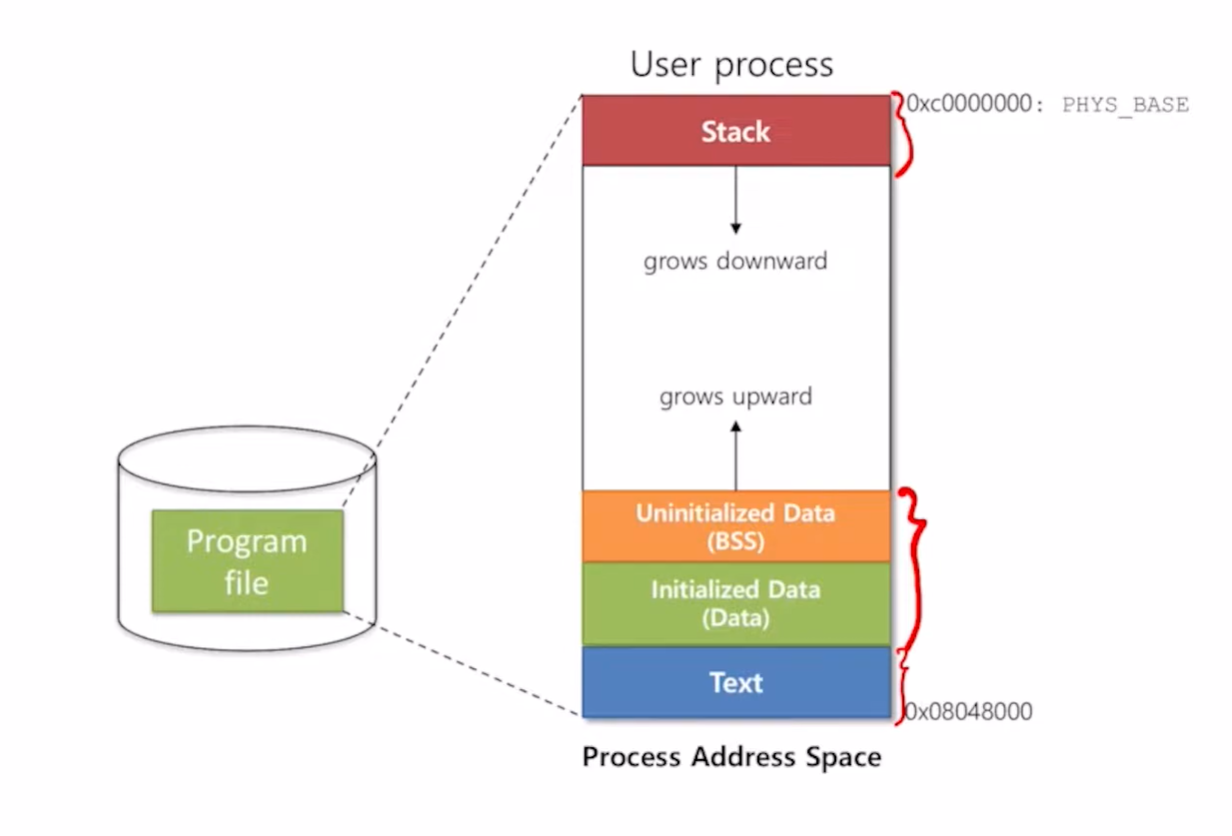 User process
0xc0000000: PHYS_BASE
Stack
grows downward
grows upward
Uninitialized Data
(BSS)
Program
file
Initialized Data
(Data)
Text
0x08048000
Process Address Space